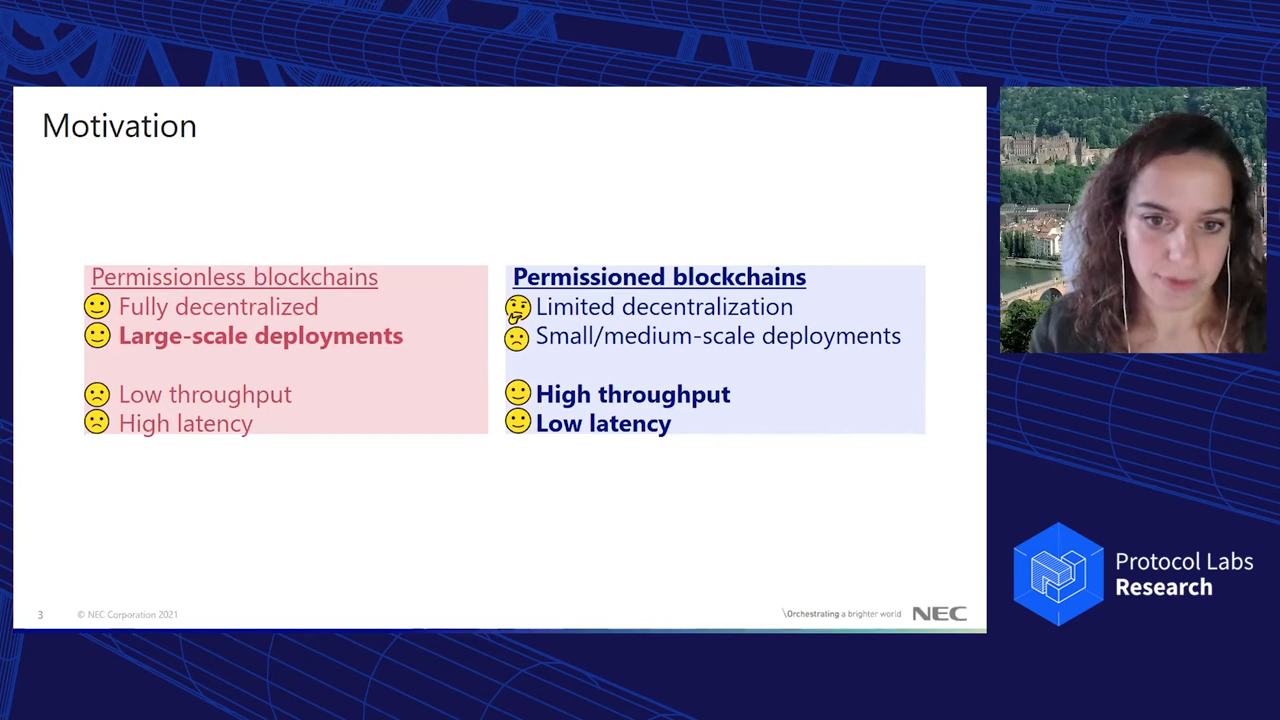 Motivation
Permissionless blockchains
Fully decentralized
Large-scale deployments
Low throughput
High latency
Permissioned blockchains
Limited decentralization
Small/medium-scale deployments
High throughput
Low latency
3
© NEC Corporation 2021
\Orchestrating a brighter world
NEC
Protocol Labs
Research